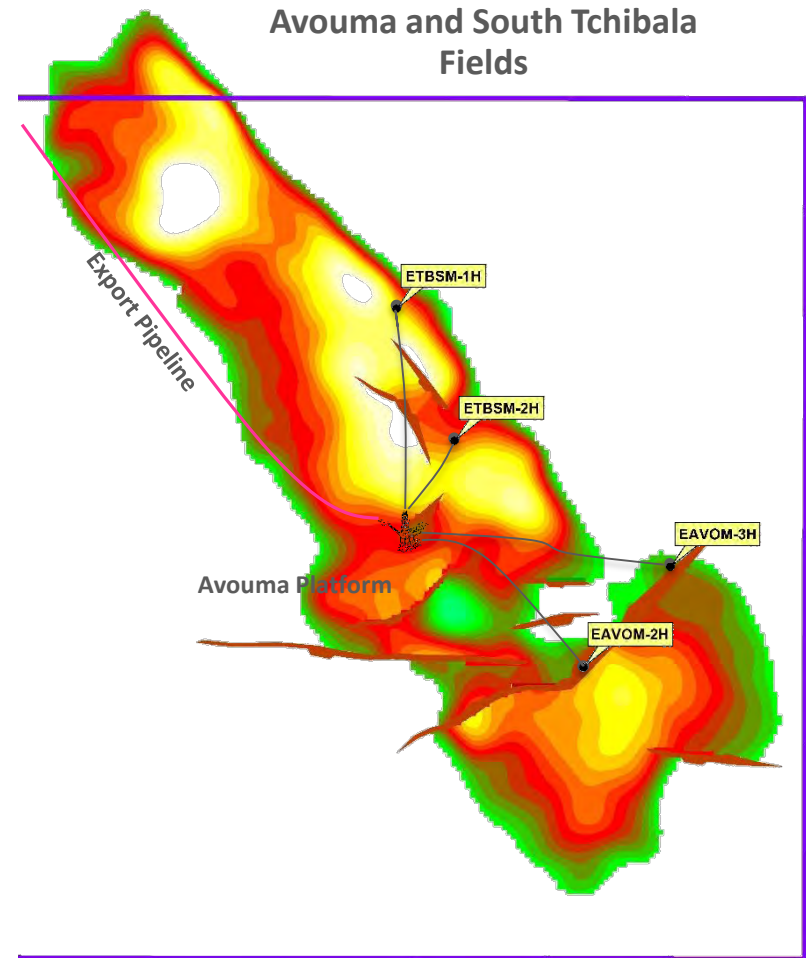 Avouma and South Tchibala
Fields
ETBSM-1H
Export Pipeline
ETBSM-2H
EAVOM-3H
Avouma Platform
EAVOM-2H